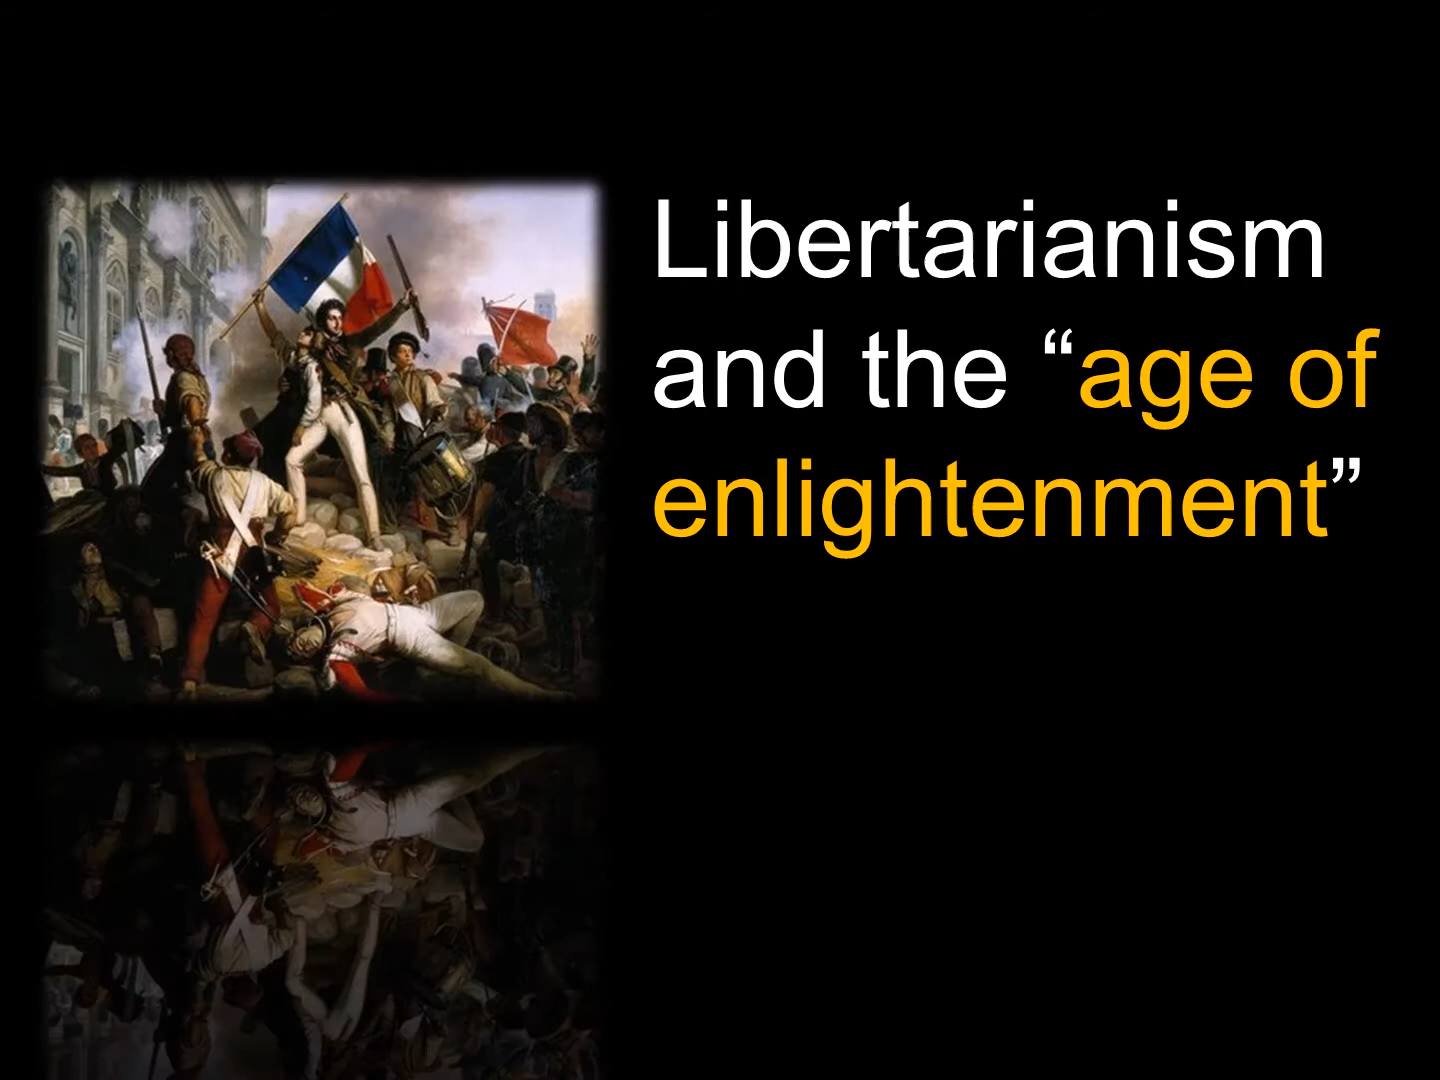 Libertarianism
and the “age of
enlightenment”